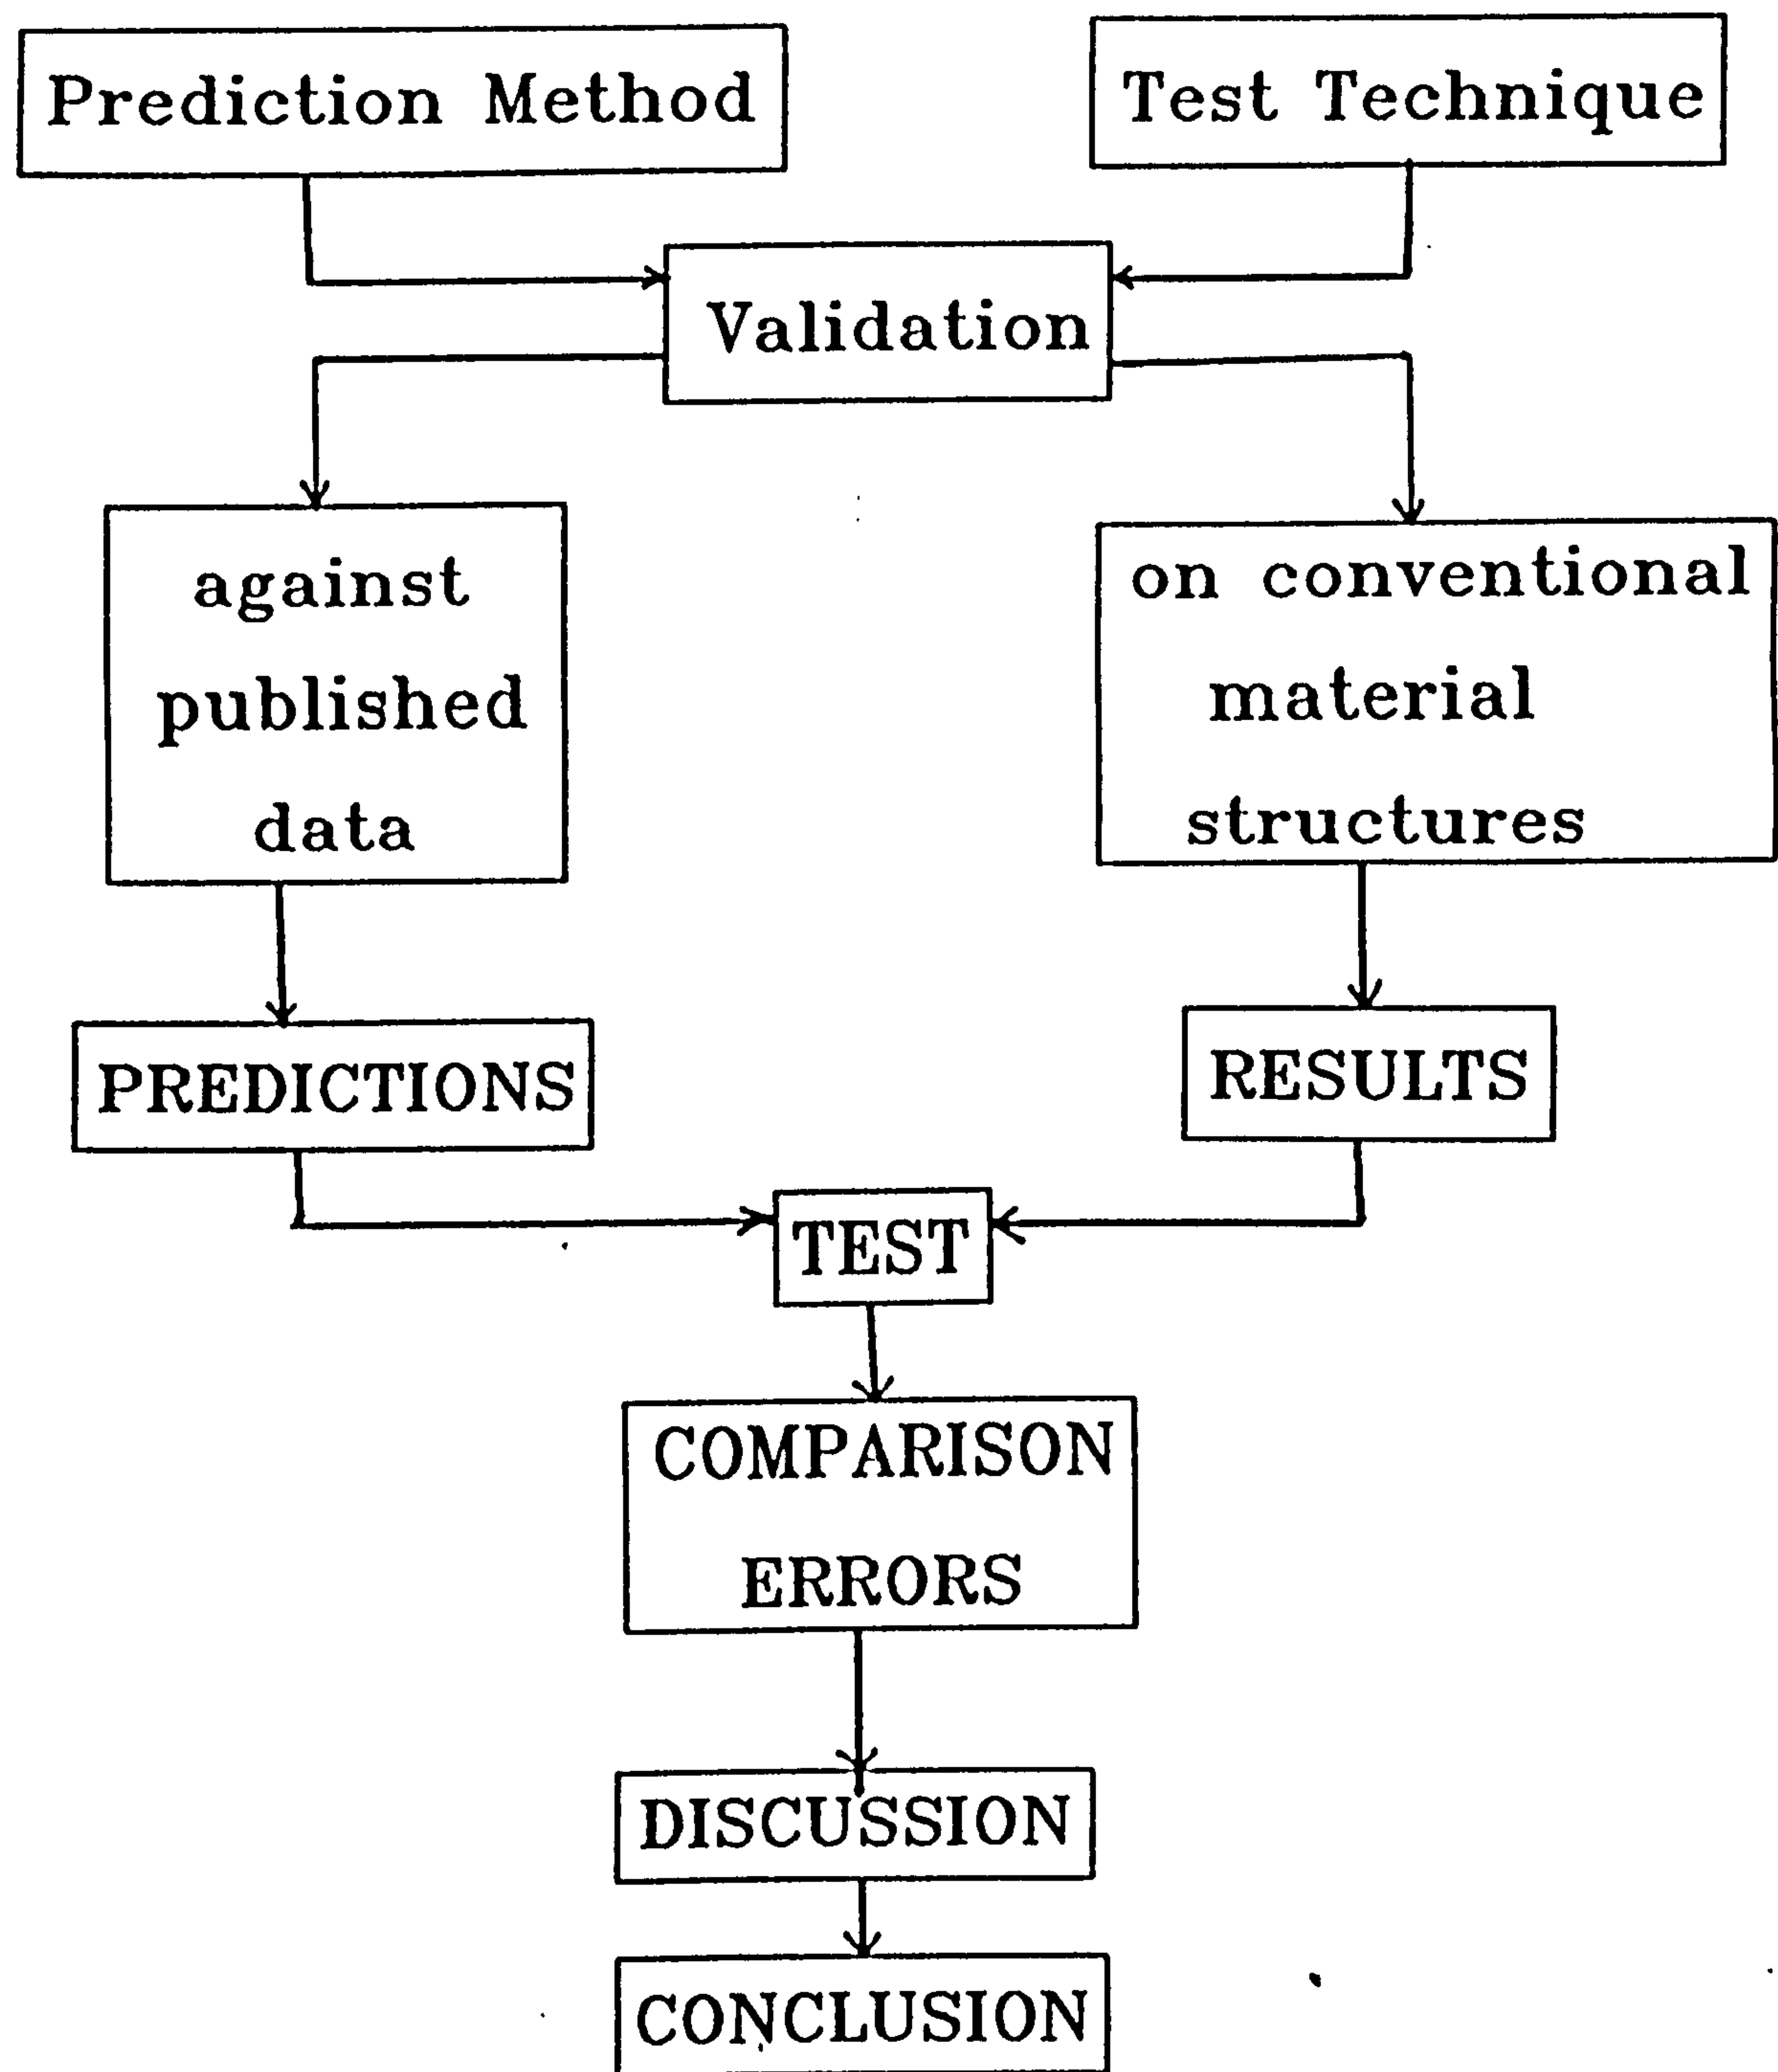 Prediction Method
Test Technique
Validation
against
published
data
on conventional
material
structures
PREDICTIONS
RESULTS
TEST
COMPARISON
ERRORS
DISCUSSION
CONCLUSION